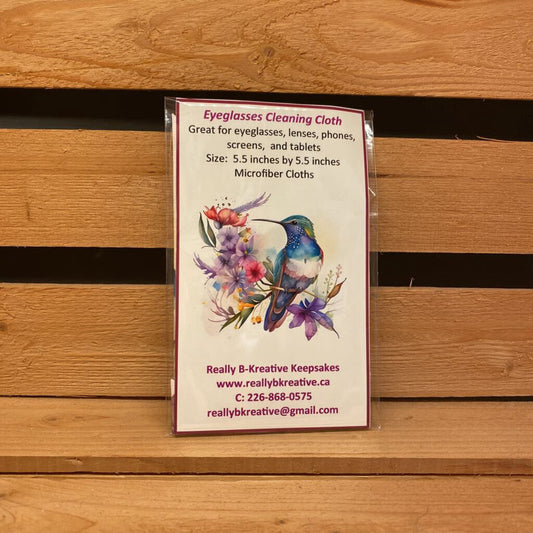 Eyeglasses Cleaning Cloth
Great for eyeglasses, lenses, phones,
screens, and tablets
Size: 5.5 inches by 5.5 inches
Microfiber Cloths
Really B-Kreative Keepsakes
www.reallybkreative.ca
C: 226-868-0575
reallybkreative@gmail.com